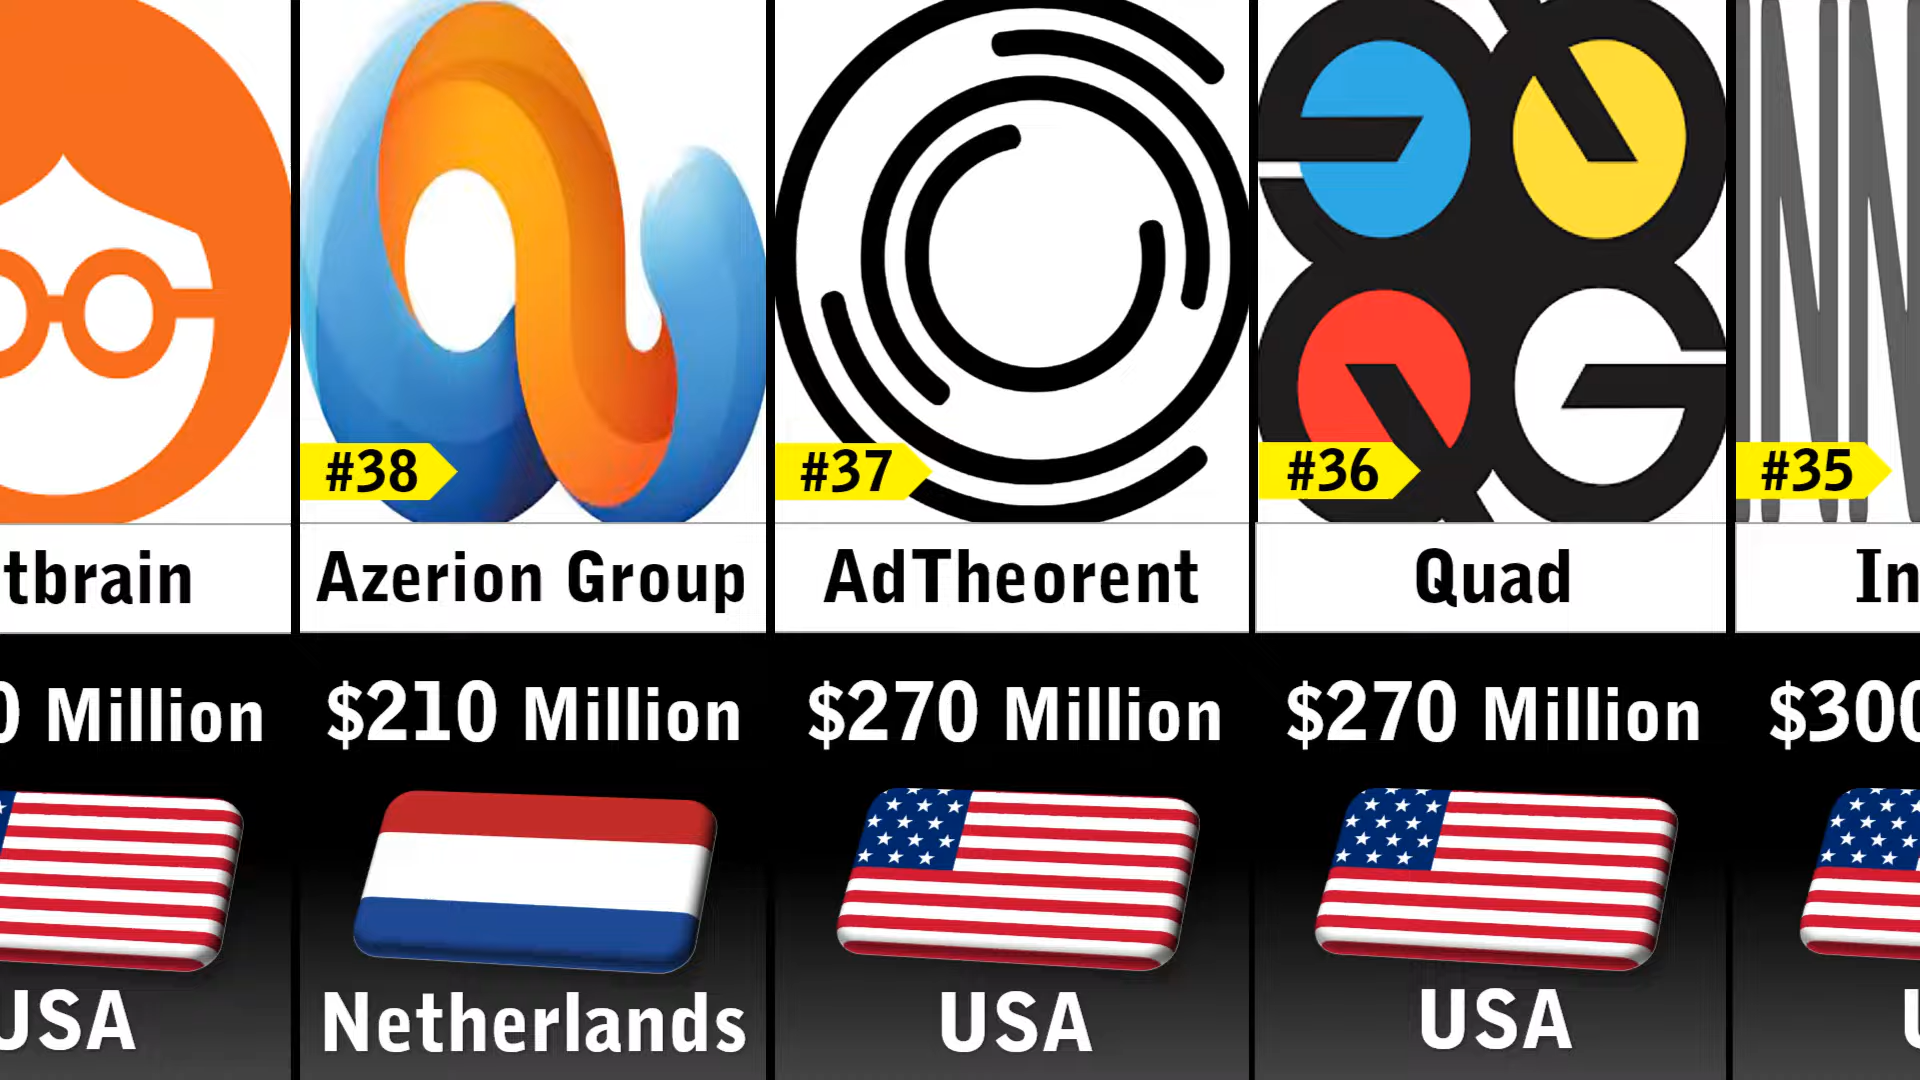 #38
#37
#36
#35
tbrain
Azerion Group
AdTheorent
Quad
In
0 Million
$210 Million
$270 Million
$270 Million
$300
USA
Netherlands
USA
USA